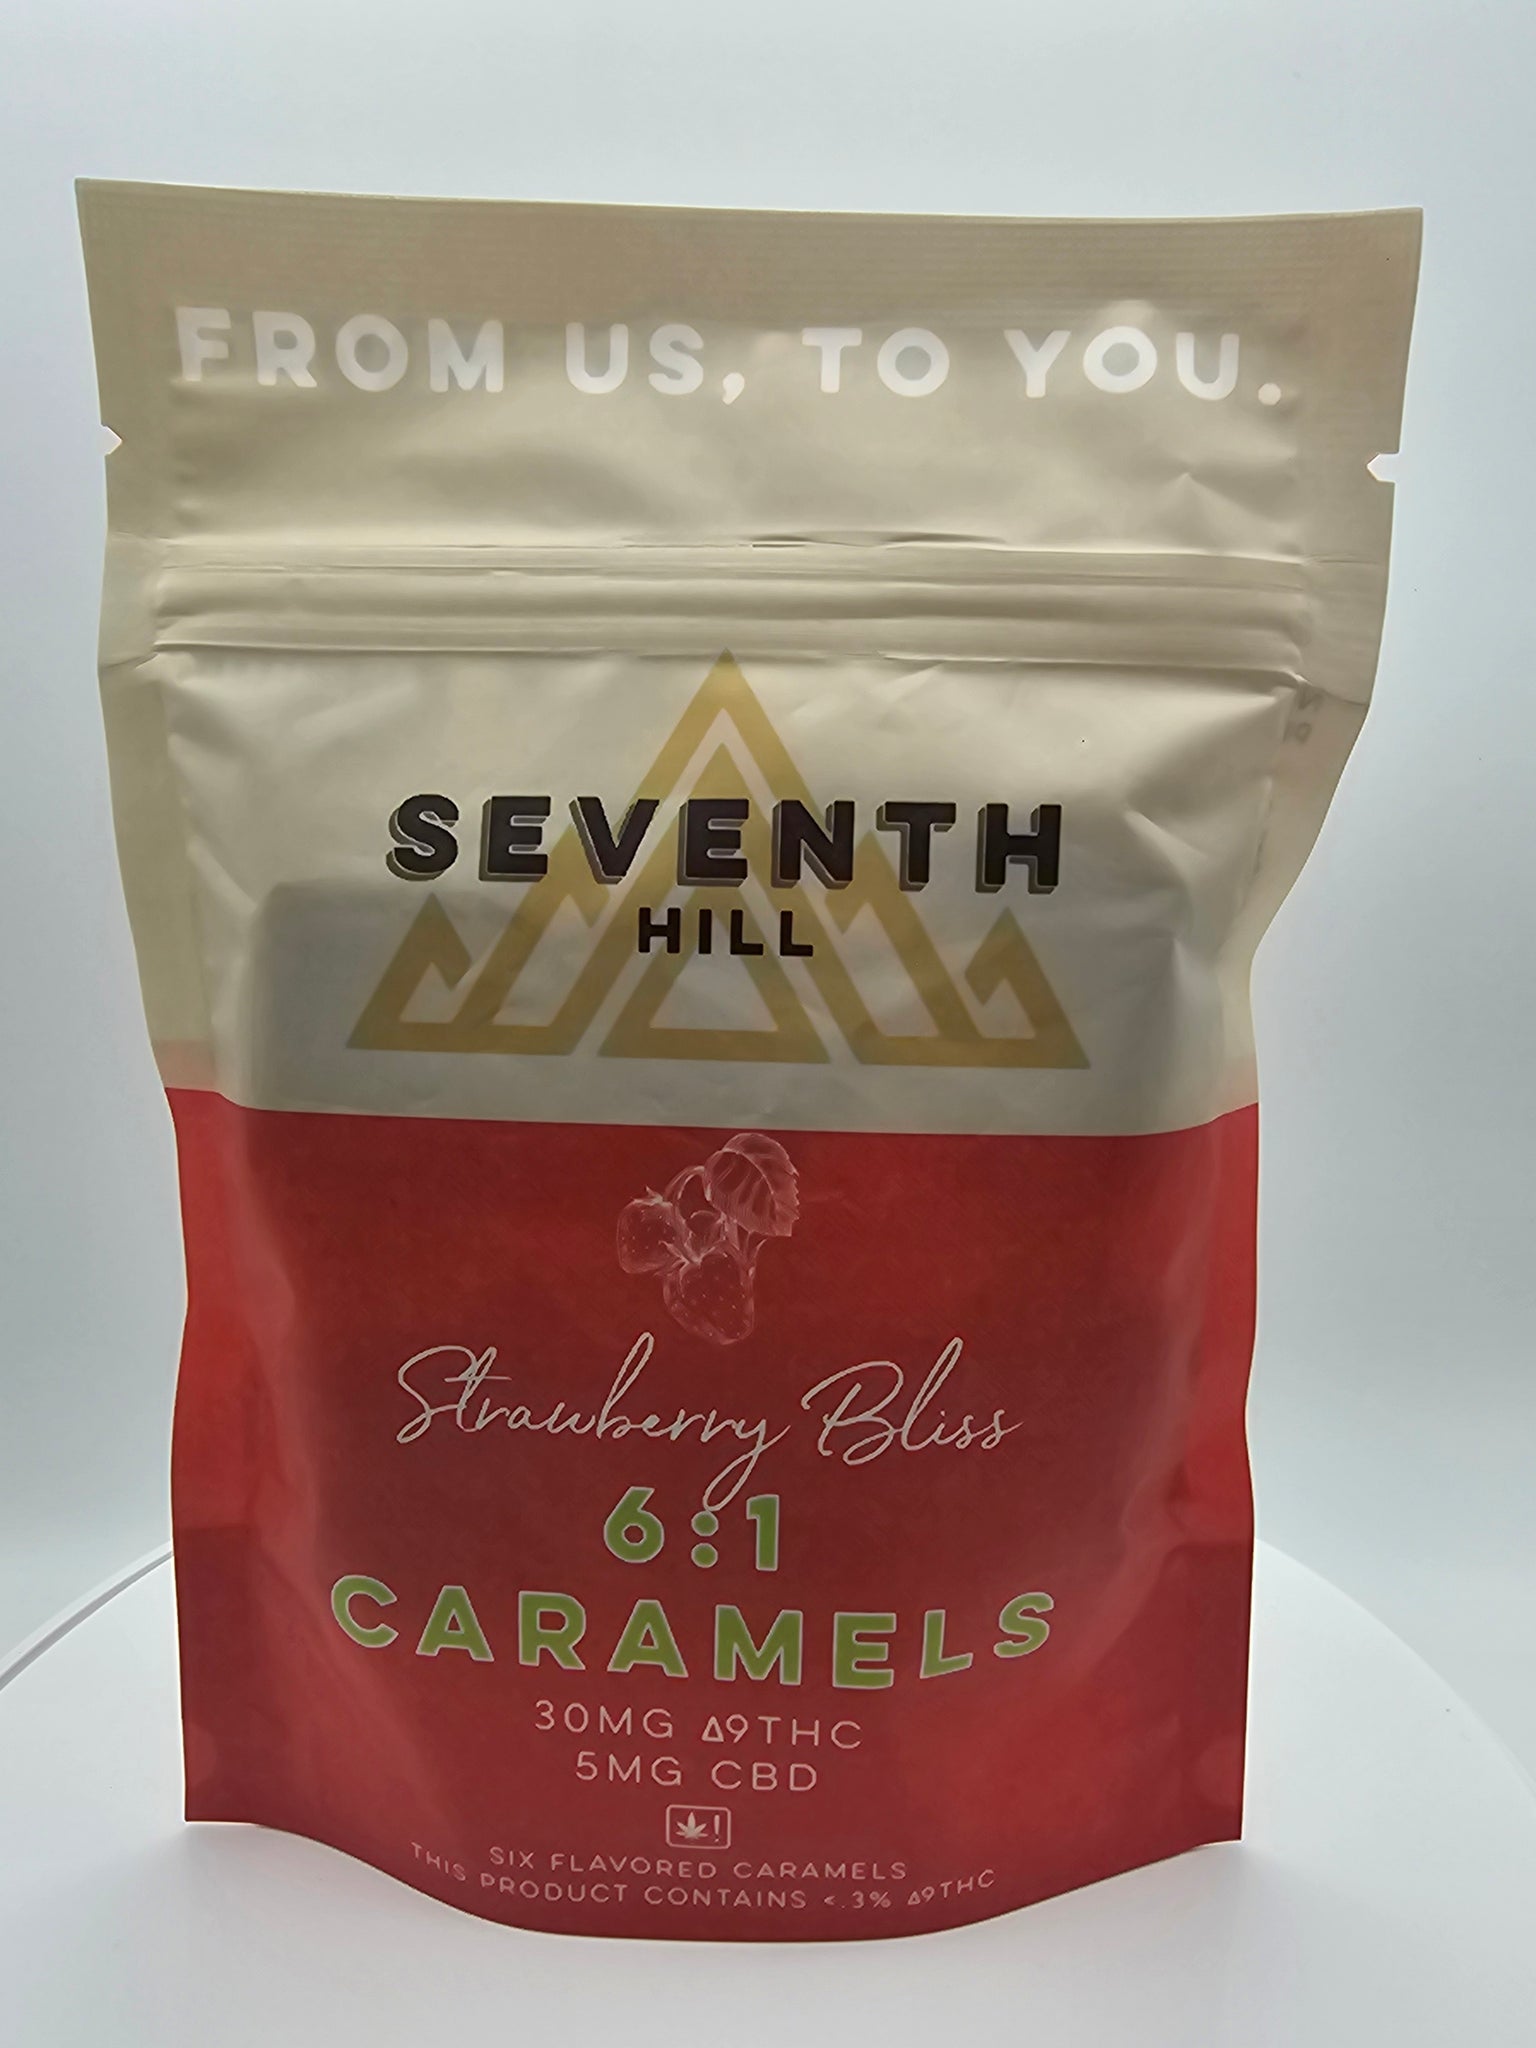 FROM US, TO YOU.
SEVENTH
HILL
Strawberry Bliss
6:1
CARAMELS
30MG Δ9THC
5MG CBD
!
SIX FLAVORED CARAMELS
THIS PRODUCT CONTAINS <.3% Δ9THC